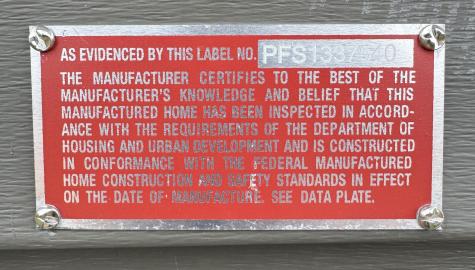 AS EVIDENCED BY THIS LABEL NO. PFS
THE MANUFACTURER CERTIFIES TO THE BEST OF THE
MANUFACTURER'S KNOWLEDGE AND BELIEF THAT THIS
MANUFACTURED HOME HAS BEEN INSPECTED IN ACCORD-
ANCE WITH THE REQUIREMENTS OF THE DEPARTMENT OF
HOUSING AND URBAN DEVELOPMENT AND IS CONSTRUCTED
IN CONFORMANCE WITH THE FEDERAL MANUFACTURED
HOME CONSTRUCTION AND SAFETY STANDARDS IN EFFECT
ON THE DATE OF MANUFACTURE. SEE DATA PLATE.